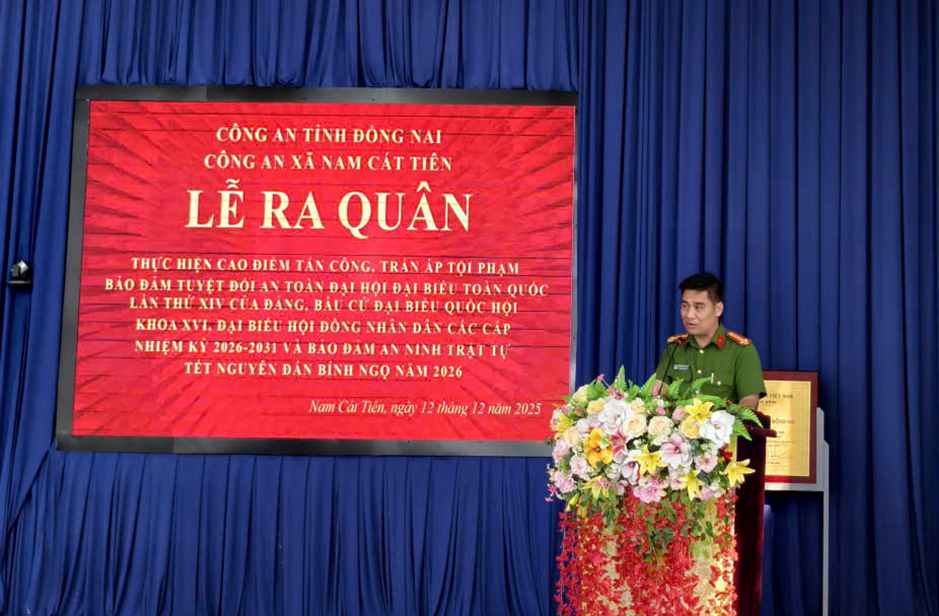 CÔNG AN TỈNH ĐỒNG NAI
CÔNG AN XÃ NAM CÁT TIÊN
LỄ RA QUÂN
THỰC HIỆN CAO ĐIỂM TẤN CÔNG, TRẤN ÁP TỘI PHẠM
BẢO ĐẢM TUYỆT ĐỐI AN TOÀN ĐẠI HỘI ĐẠI BIỂU TOÀN QUỐC
LẦN THỨ XIV CỦA ĐẢNG, BẦU CỬ ĐẠI BIỂU QUỐC HỘI
KHOA XVI, ĐẠI BIỂU HỘI ĐỒNG NHÂN DÂN CÁC CẤP
NHIỆM KỲ 2026-2031 VÀ BẢO ĐẢM AN NINH TRẬT TỰ
TẾT NGUYÊN ĐÁN BÍNH NGỌ NĂM 2026
Nam Cát Tiên, ngày 12 tháng 12 năm 2025